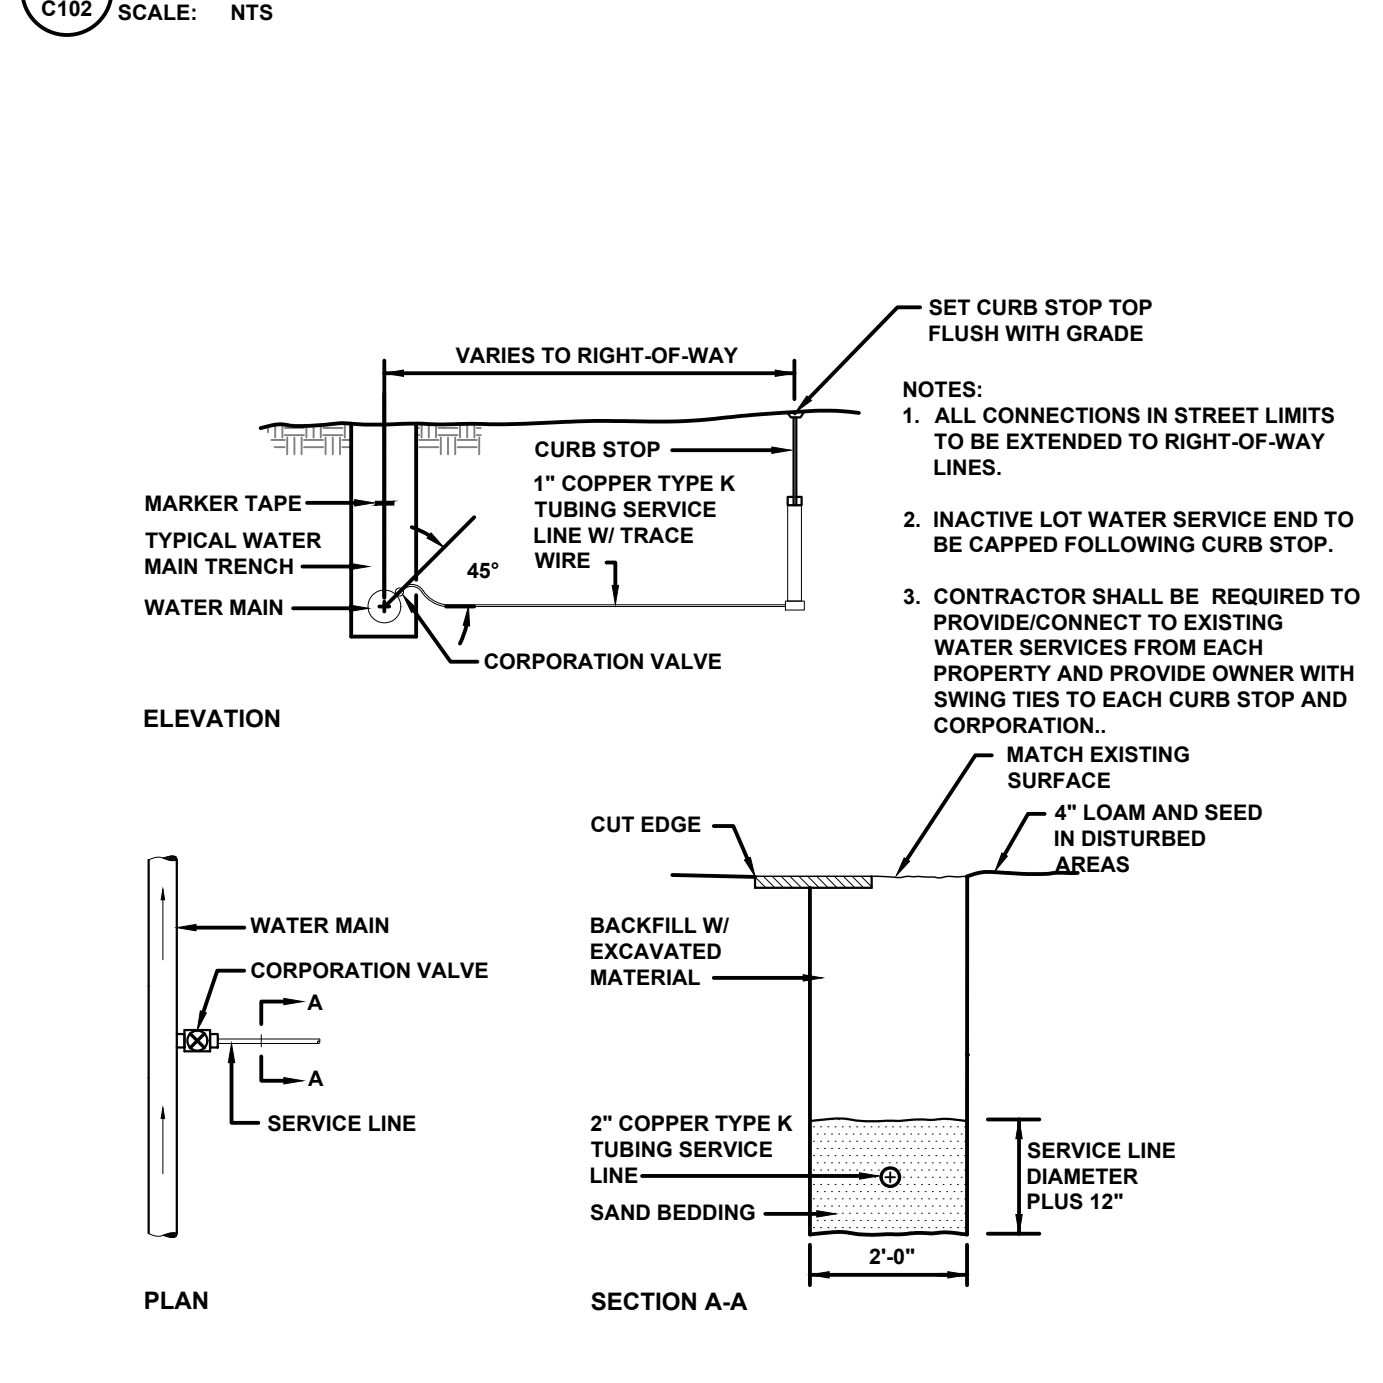 C102
SCALE: NTS
SET CURB STOP TOP
FLUSH WITH GRADE
VARIES TO RIGHT-OF-WAY
NOTES:
1. ALL CONNECTIONS IN STREET LIMITS
TO BE EXTENDED TO RIGHT-OF-WAY
LINES.
2. INACTIVE LOT WATER SERVICE END TO
BE CAPPED FOLLOWING CURB STOP.
3. CONTRACTOR SHALL BE REQUIRED TO
PROVIDE/CONNECT TO EXISTING
WATER SERVICES FROM EACH
PROPERTY AND PROVIDE OWNER WITH
SWING TIES TO EACH CURB STOP AND
CORPORATION..
CURB STOP
1" COPPER TYPE K
TUBING SERVICE
LINE W/ TRACE
WIRE
MARKER TAPE
TYPICAL WATER
MAIN TRENCH
WATER MAIN
45°
CORPORATION VALVE
ELEVATION
MATCH EXISTING
SURFACE
4" LOAM AND SEED
IN DISTURBED
AREAS
CUT EDGE
BACKFILL W/
EXCAVATED
MATERIAL
WATER MAIN
CORPORATION VALVE
A
A
SERVICE LINE
2" COPPER TYPE K
TUBING SERVICE
LINE
SAND BEDDING
SERVICE LINE
DIAMETER
PLUS 12"
2'-0"
PLAN
SECTION A-A